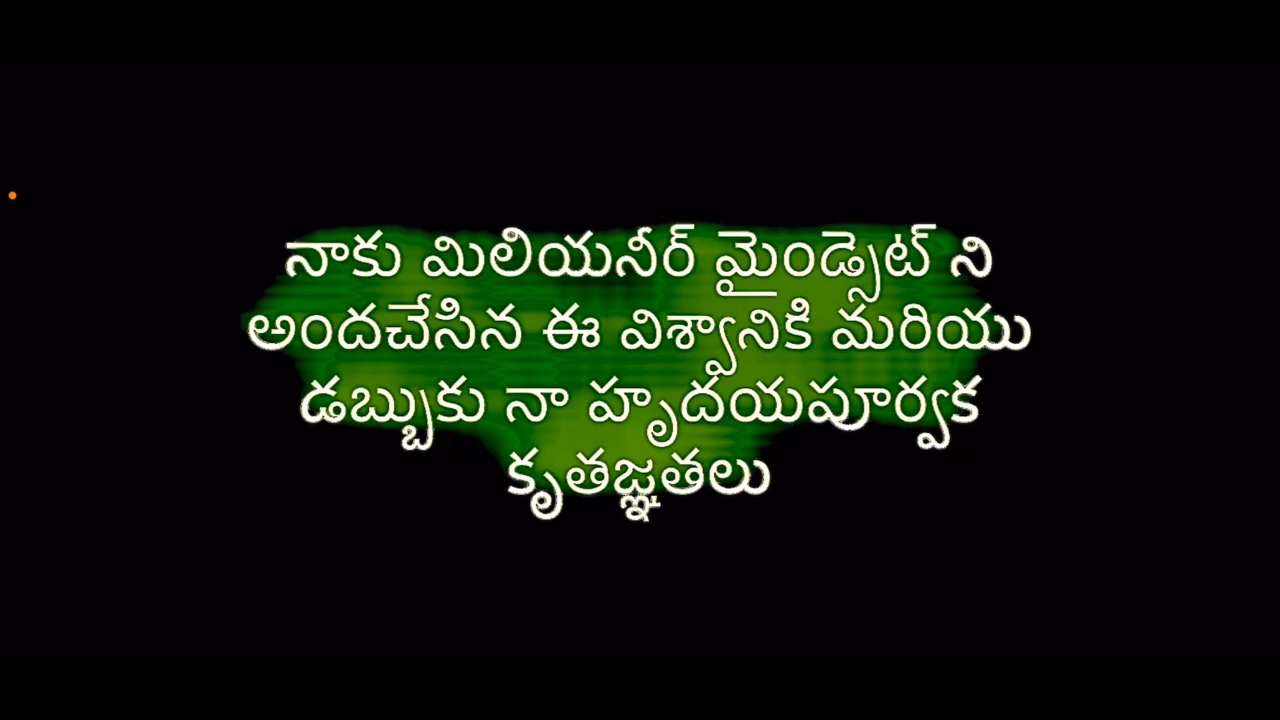 నాకు మిలియనీర్ మైండ్సెట్ ని
అందచేసిన ఈ విశ్వానికి మరియు
డబ్బుకు నా హృదయపూర్వక
కృతజ్ఞతలు